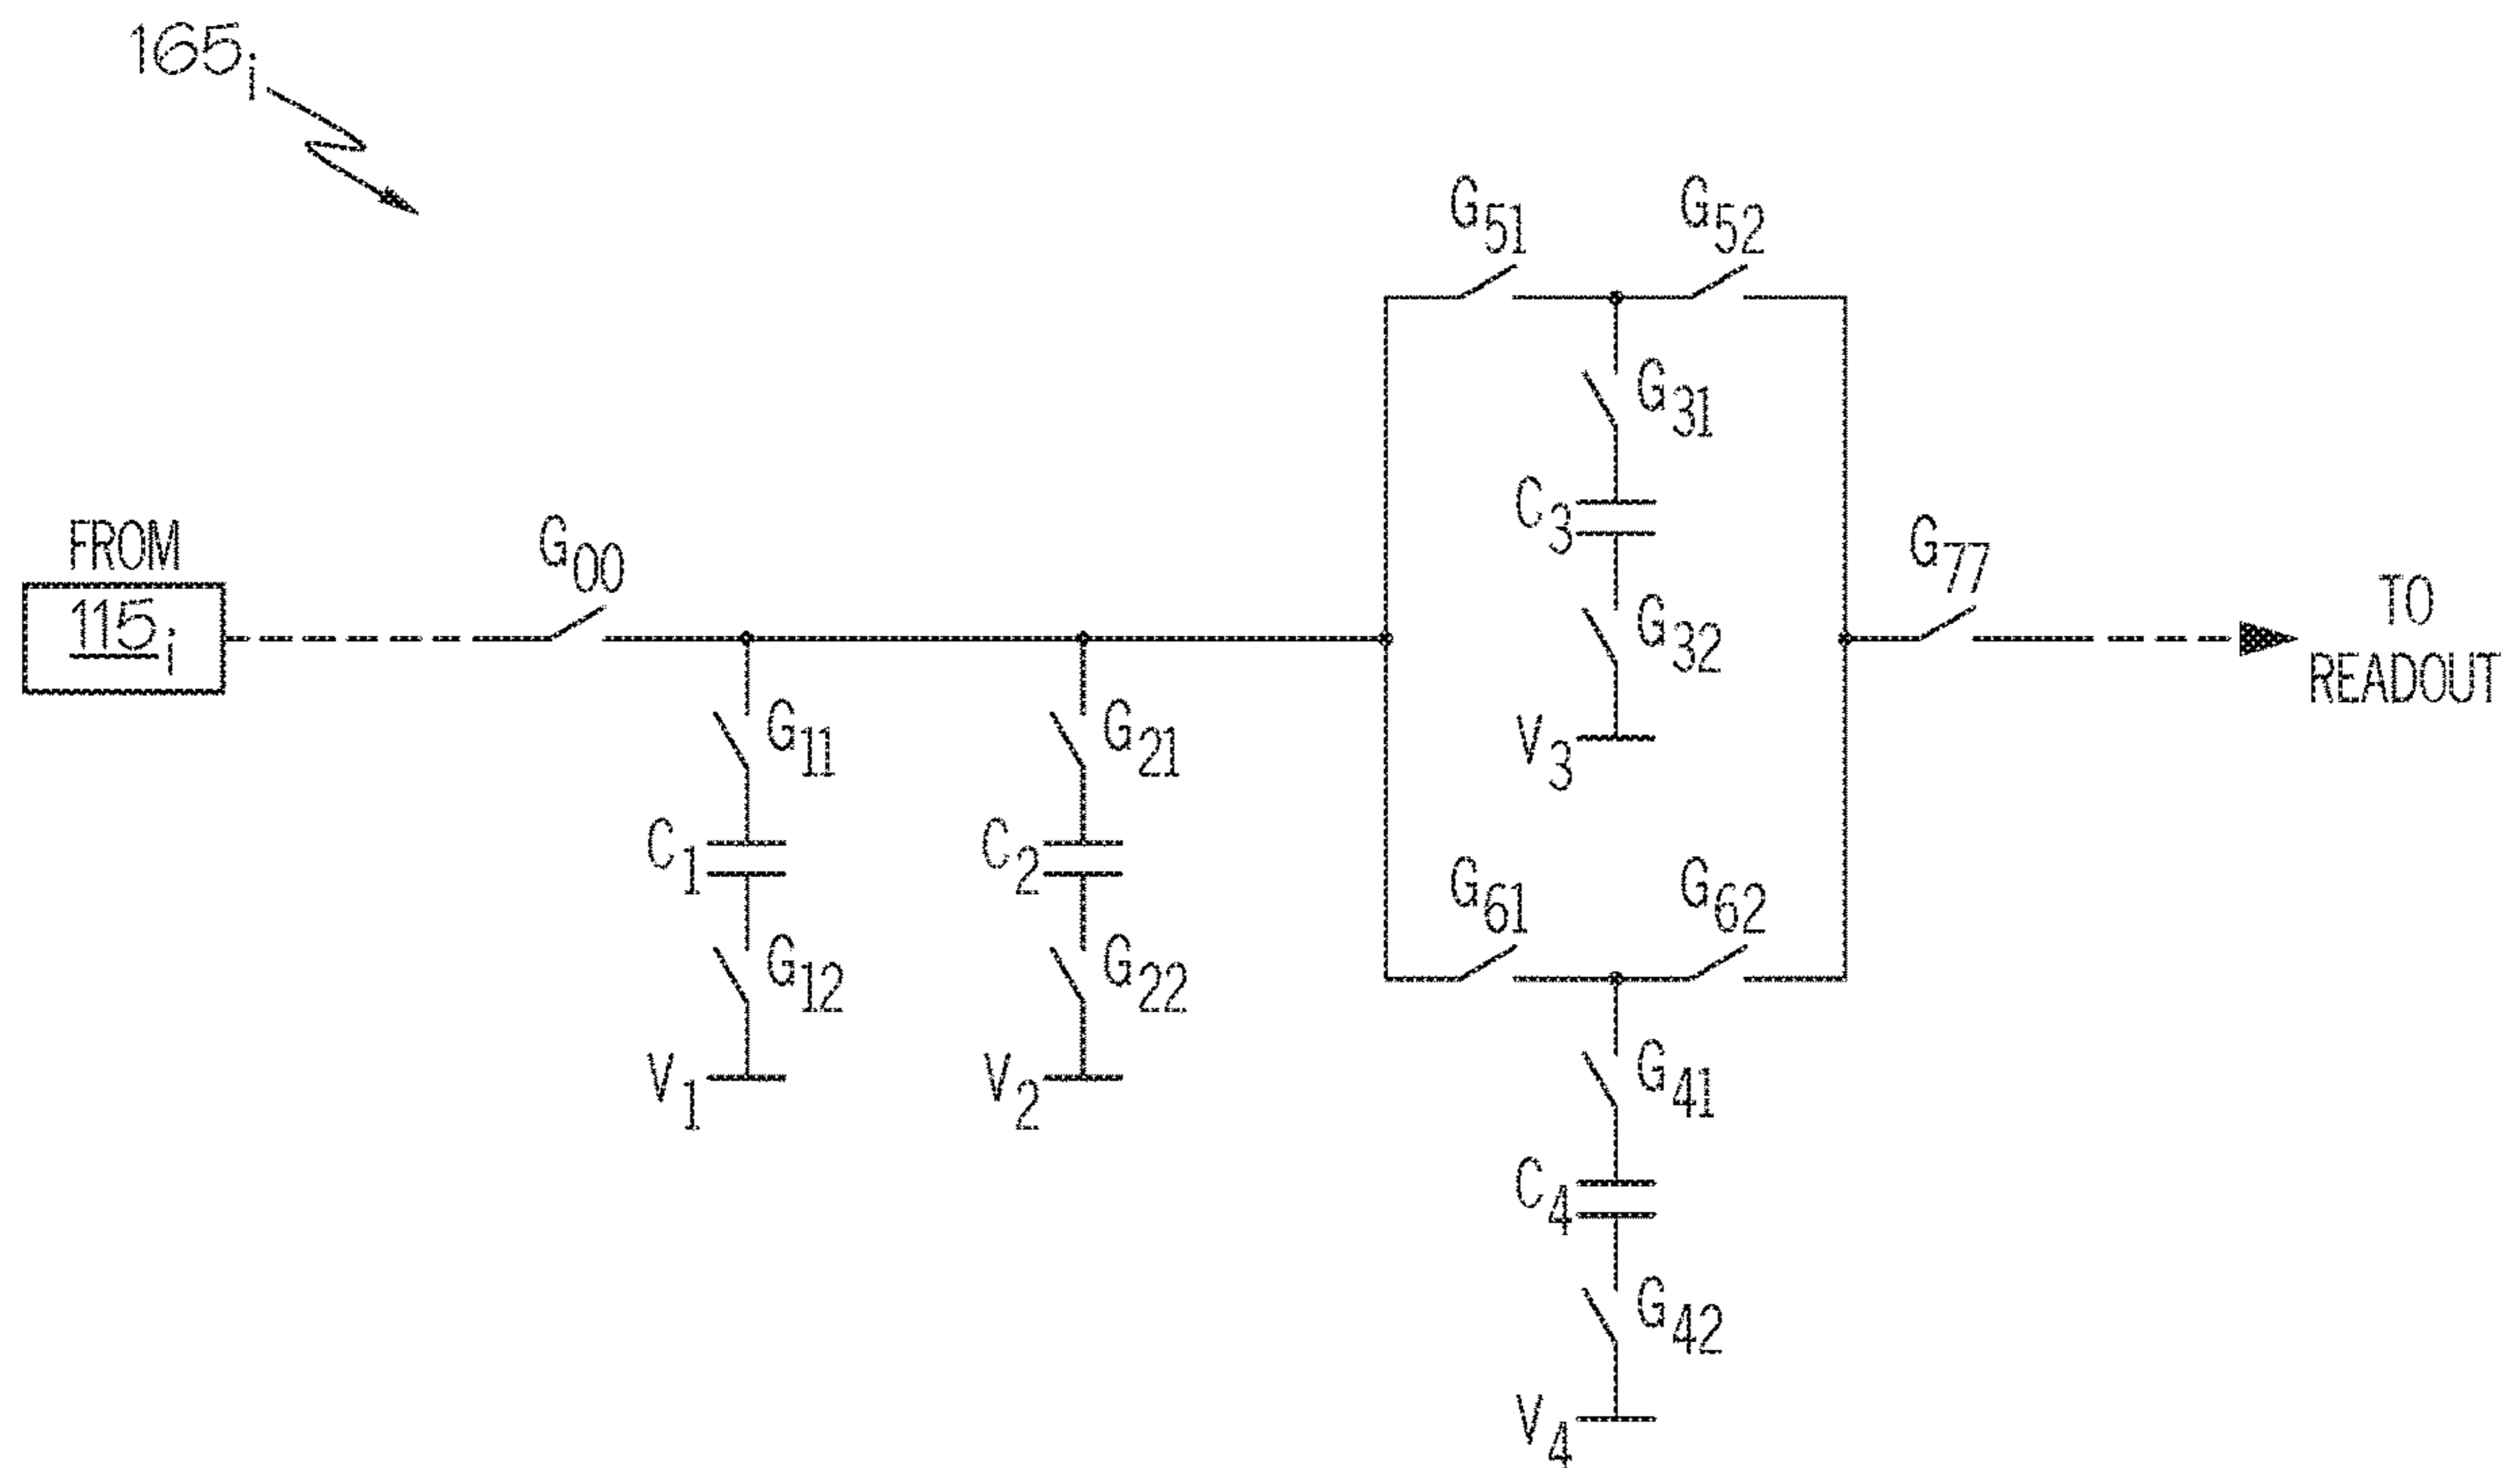 165i
G51
G52
G31
C3
FROM
G00
G77
115i
G32
TO
READOUT
G11
G21
V3
C1
C2
G61
G62
G12
G22
V1
V2
G41
C4
G42
V4